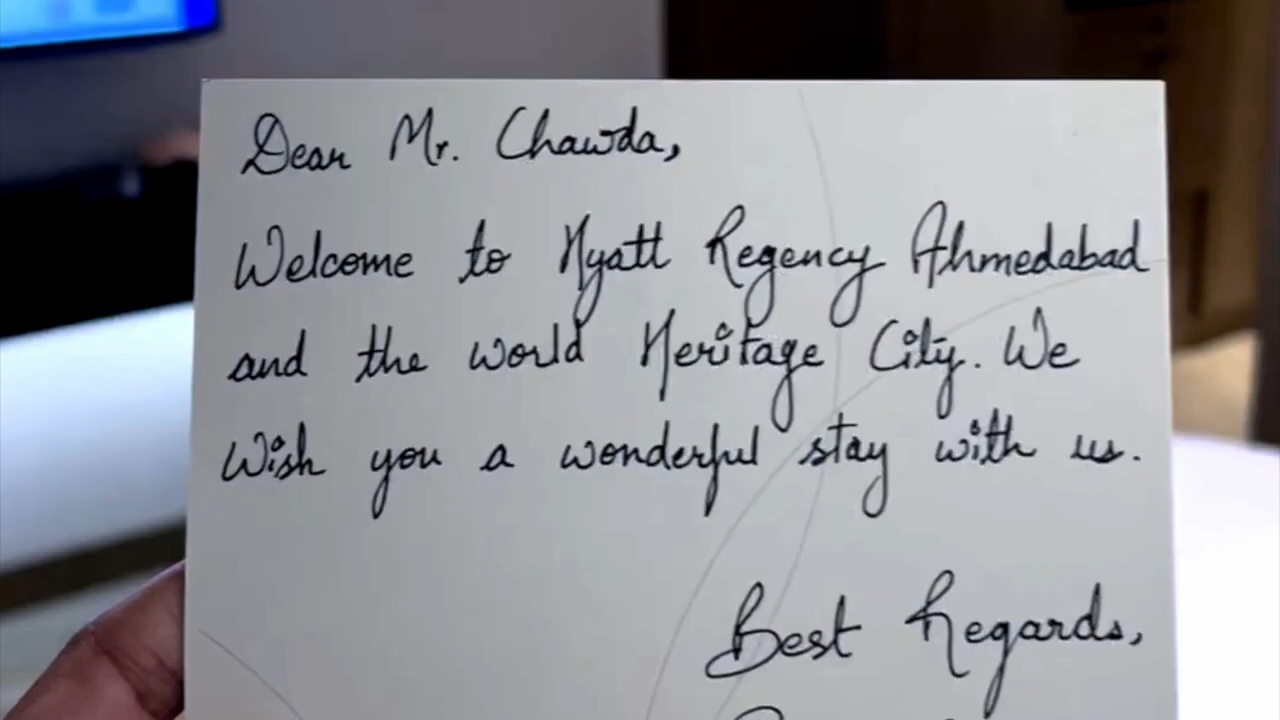 Dear Mr. Chawda,
Welcome to Hyatt Regency Ahmedabad
and the world Heritage City. We
Wish you a wonderful stay with us.
Best Regards,